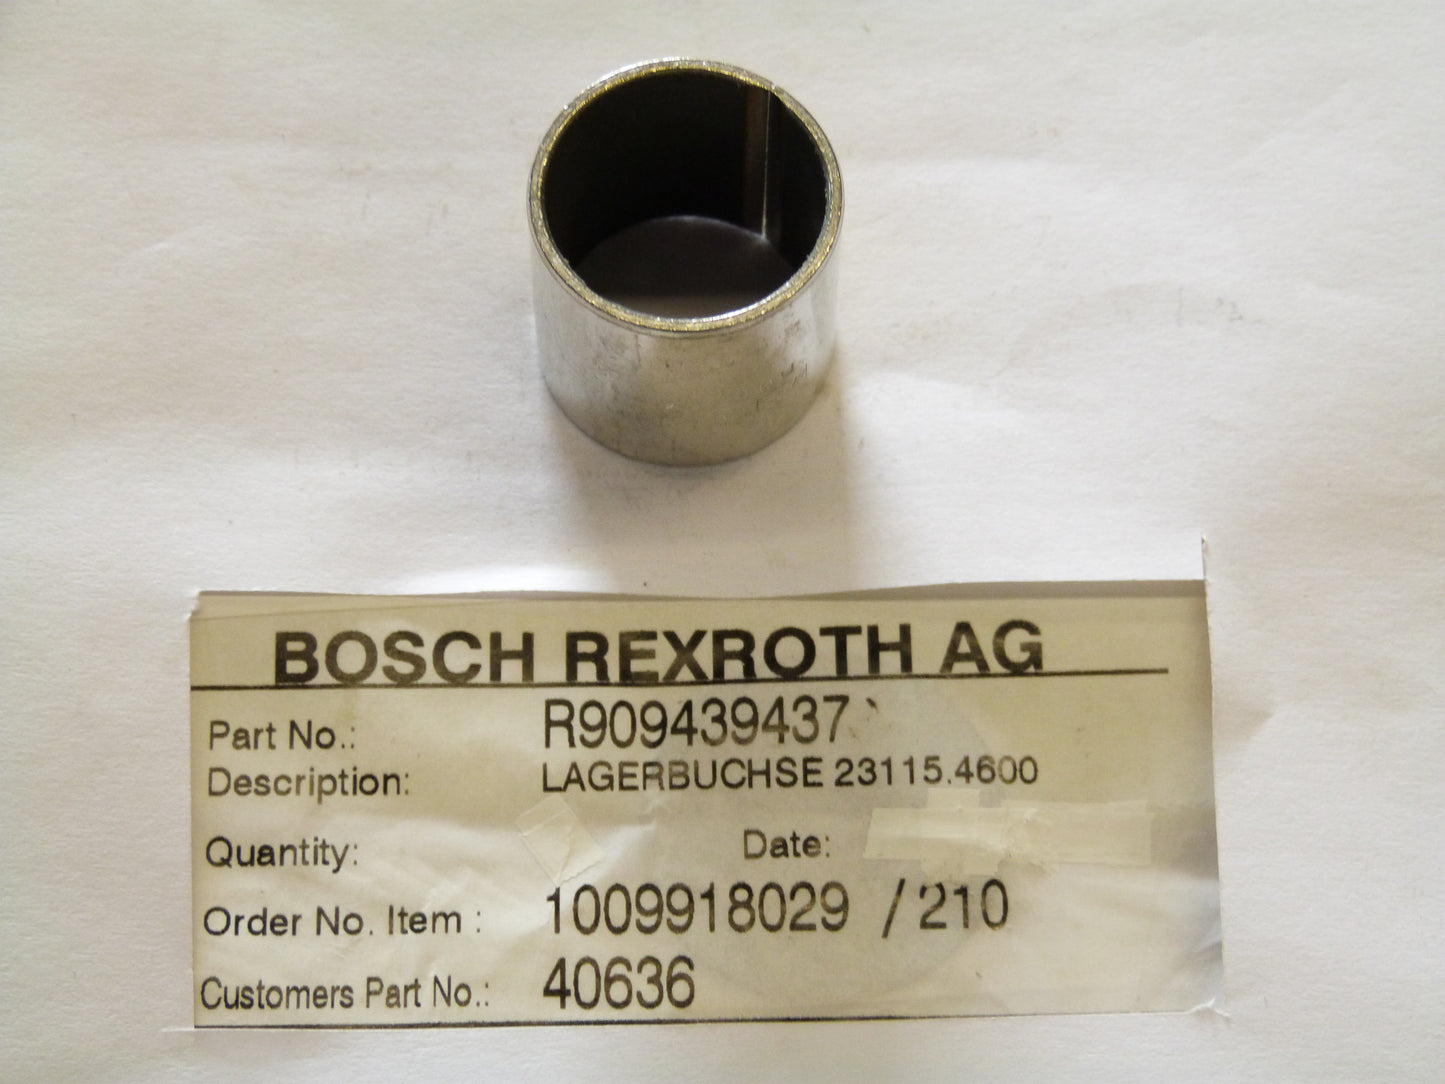 BOSCH REXROTH AG
Part No.: R909439437
Description: LAGERBUCHSE 23115.4600
Quantity: Date:
Order No. Item : 1009918029 / 210
Customers Part No.: 40636